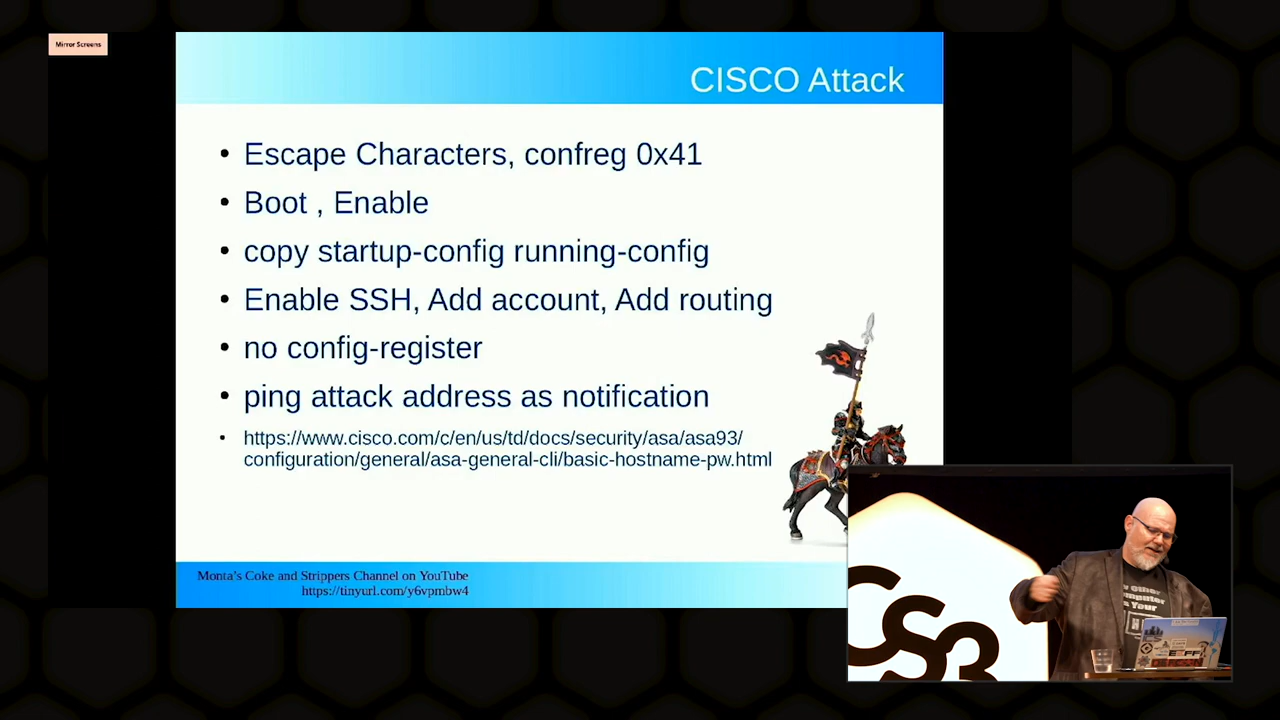 Mirror Screens
CISCO Attack
• Escape Characters, confreg 0x41
• Boot , Enable
• copy startup-config running-config
• Enable SSH, Add account, Add routing
• no config-register
• ping attack address as notification
• https://www.cisco.com/c/en/us/td/docs/security/asa/asa93/
configuration/general/asa-general-cli/basic-hostname-pw.html
Monta's Coke and Strippers Channel on YouTube
https://tinyurl.com/y6vpmbw4
CS3
Other
Your